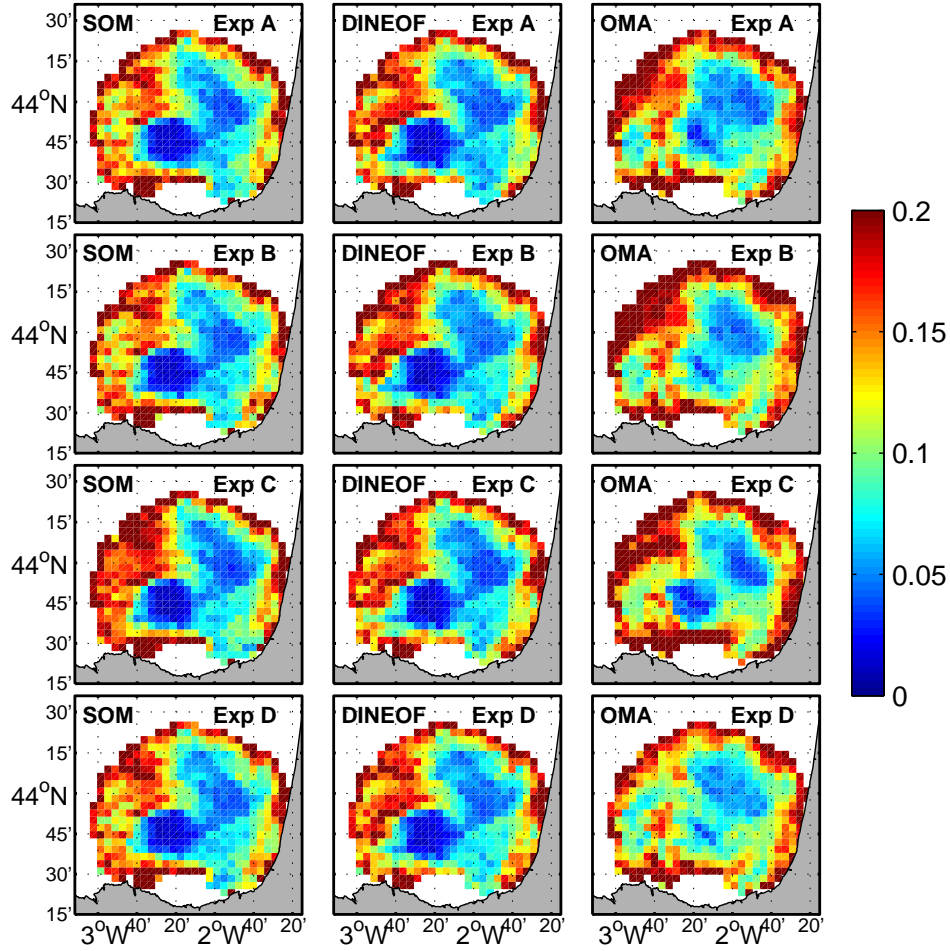 30'
SOM Exp A
DINEOF Exp A
OMA Exp A
15'
44°N
45'
30'
15'
30'
SOM Exp B
DINEOF Exp B
OMA Exp B
15'
44°N
45'
30'
15'
30'
SOM Exp C
DINEOF Exp C
OMA Exp C
15'
44°N
45'
30'
15'
30'
SOM Exp D
DINEOF Exp D
OMA Exp D
15'
44°N
45'
30'
15'
3°W 40' 20' 2°W 40' 20'
3°W 40' 20' 2°W 40' 20'
3°W 40' 20' 2°W 40' 20'
0.2
0.15
0.1
0.05
0